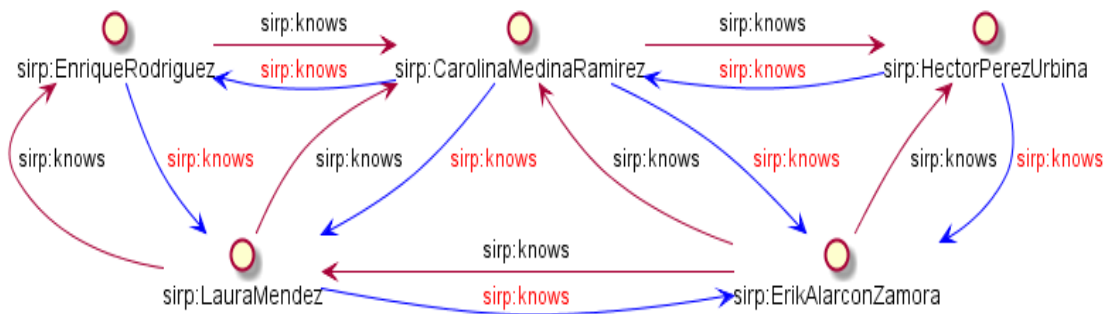 sirp:knows
sirp:knows
sirp:EnriqueRodriguez
sirp:knows
sirp:CarolinaMedinaRamirez
sirp:knows
sirp:HectorPerezUrbina
sirp:knows
sirp:knows
sirp:knows
sirp:knows
sirp:knows
sirp:knows
sirp:knows
sirp:knows
sirp:knows
sirp:LauraMendez
sirp:knows
sirp:ErikAlarconZamora